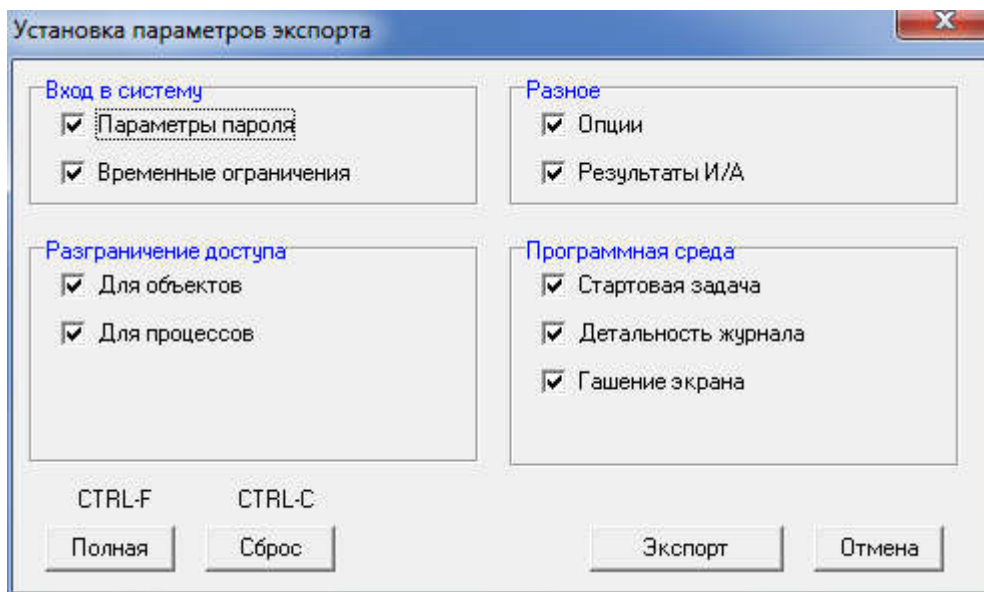 Установка параметров экспорта
Вход в систему
Параметры пароля
Временные ограничения
Разное
Опции
Результаты И/А
Разграничение доступа
Для объектов
Для процессов
Программная среда
Стартовая задача
Детальность журнала
Гашение экрана
CTRL-F CTRL-C
Полная Сброс Экспорт Отмена